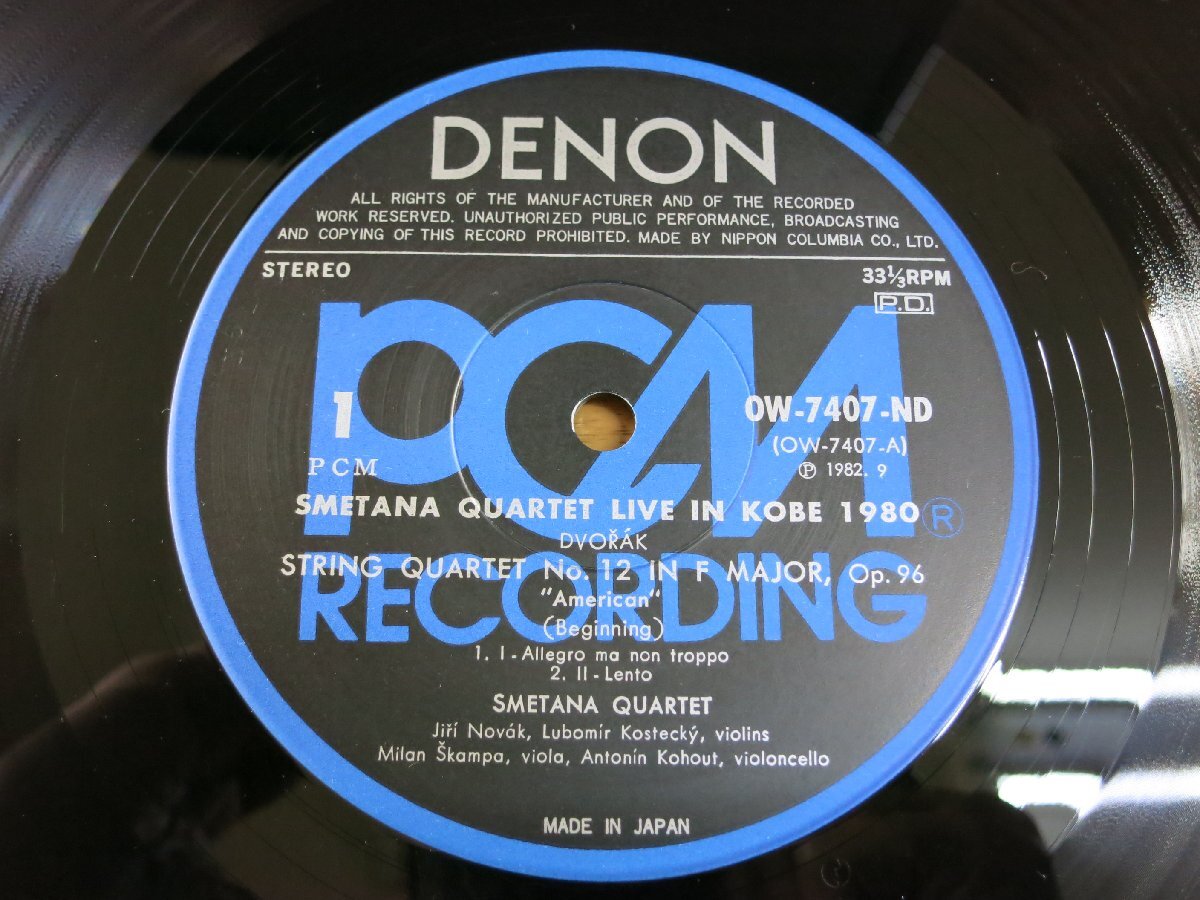 DENON
ALL RIGHTS OF THE MANUFACTURER AND OF THE RECORDED
WORK RESERVED. UNAUTHORIZED PUBLIC PERFORMANCE, BROADCASTING
AND COPYING OF THIS RECORD PROHIBITED. MADE BY NIPPON COLUMBIA CO., LTD.
STEREO 33⅓RPM
P.D.
PCM
1 OW-7407-ND
(OW-7407-A)
PCM ℗ 1982. 9
SMETANA QUARTET LIVE IN KOBE 1980 ®
DVOŘÁK
STRING QUARTET No. 12 IN F MAJOR, Op. 96
RECORDING
"American"
(Beginning)
1. I - Allegro ma non troppo
2. II - Lento
SMETANA QUARTET
Jiří Novák, Lubomír Kostecký, violins
Milan Škampa, viola, Antonín Kohout, violoncello
MADE IN JAPAN